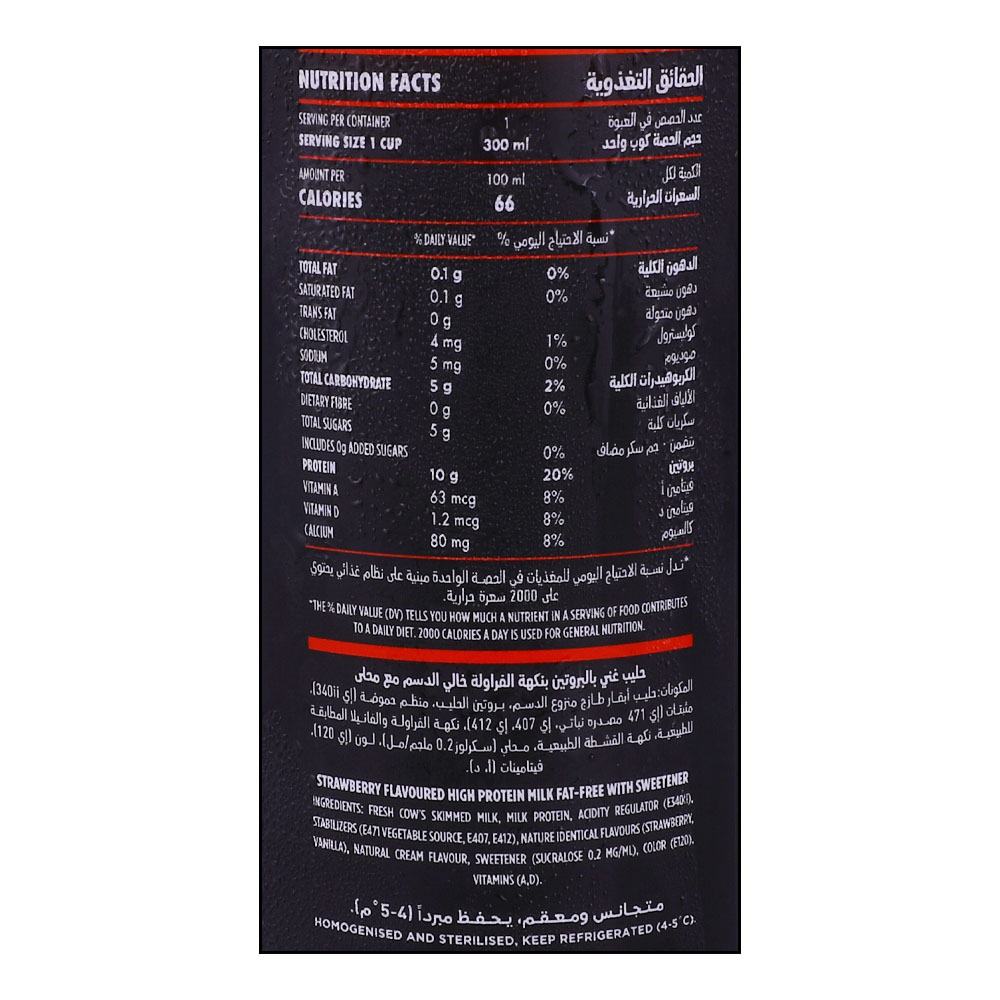 NUTRITION FACTS الحقائق التغذوية
SERVING PER CONTAINER 1 عدد الحصص في العبوة
SERVING SIZE 1 CUP 300 ml حجم الحصة كوب واحد
AMOUNT PER 100 ml الكمية لكل
CALORIES 66 السعرات الحرارية
% DAILY VALUE* *نسبة الاحتياج اليومي %
TOTAL FAT 0.1 g 0% الدهون الكلية
SATURATED FAT 0.1 g 0% دهون مشبعة
TRANS FAT 0 g دهون متحولة
CHOLESTEROL 4 mg 1% كوليسترول
SODIUM 5 mg 0% صوديوم
TOTAL CARBOHYDRATE 5 g 2% الكربوهيدرات الكلية
DIETARY FIBRE 0 g 0% الألياف الغذائية
TOTAL SUGARS 5 g سكريات كلية
INCLUDES 0g ADDED SUGARS 0% يتضمن ٠ جم سكر مضاف
PROTEIN 10 g 20% بروتين
VITAMIN A 63 mcg 8% فيتامين أ
VITAMIN D 1.2 mcg 8% فيتامين د
CALCIUM 80 mg 8% كالسيوم
*تدل نسبة الاحتياج اليومي للمغذيات في الحصة الواحدة مبنية على نظام غذائي يحتوي
على 2000 سعرة حرارية.
*THE % DAILY VALUE (DV) TELLS YOU HOW MUCH A NUTRIENT IN A SERVING OF FOOD CONTRIBUTES
TO A DAILY DIET. 2000 CALORIES A DAY IS USED FOR GENERAL NUTRITION.
حليب غني بالبروتين بنكهة الفراولة خالي الدسم مع محلى
المكونات: حليب أبقار طازج منزوع الدسم، بروتين الحليب، منظم حموضة (إي 340ii)،
مثبتات (إي 471 مصدره نباتي، إي 407، إي 412)، نكهة الفراولة والفانيلا المطابقة
للطبيعية، نكهة القشطة الطبيعية، محلي (سكرلوز 0.2 ملجم/مل)، لون (إي 120)،
فيتامينات (أ، د).
STRAWBERRY FLAVOURED HIGH PROTEIN MILK FAT-FREE WITH SWEETENER
INGREDIENTS: FRESH COW'S SKIMMED MILK, MILK PROTEIN, ACIDITY REGULATOR (E340ii),
STABILIZERS (E471 VEGETABLE SOURCE, E407, E412), NATURE IDENTICAL FLAVOURS (STRAWBERRY,
VANILLA), NATURAL CREAM FLAVOUR, SWEETENER (SUCRALOSE 0.2 MG/ML), COLOR (E120),
VITAMINS (A,D).
متجانس ومعقم، يحفظ مبرداً (4-5°م).
HOMOGENISED AND STERILISED, KEEP REFRIGERATED (4-5°C).